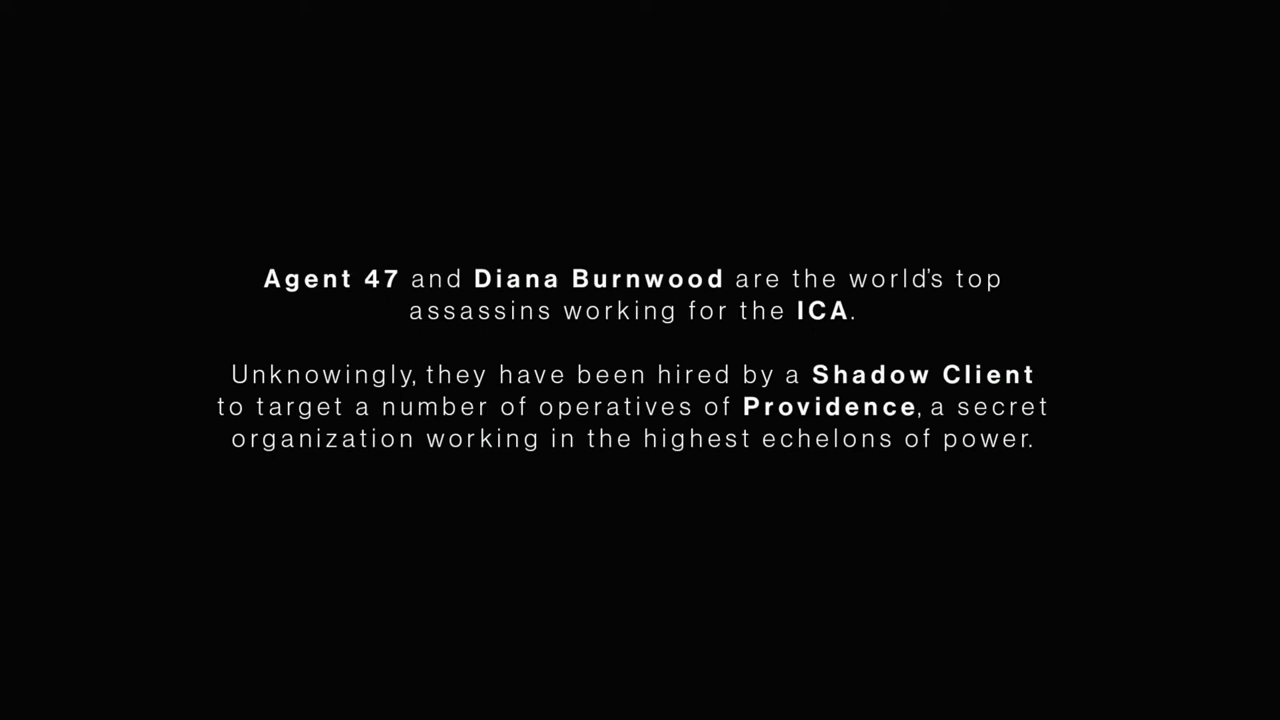 Agent 47 and Diana Burnwood are the world's top
assassins working for the ICA.
Unknowingly, they have been hired by a Shadow Client
to target a number of operatives of Providence, a secret
organization working in the highest echelons of power.